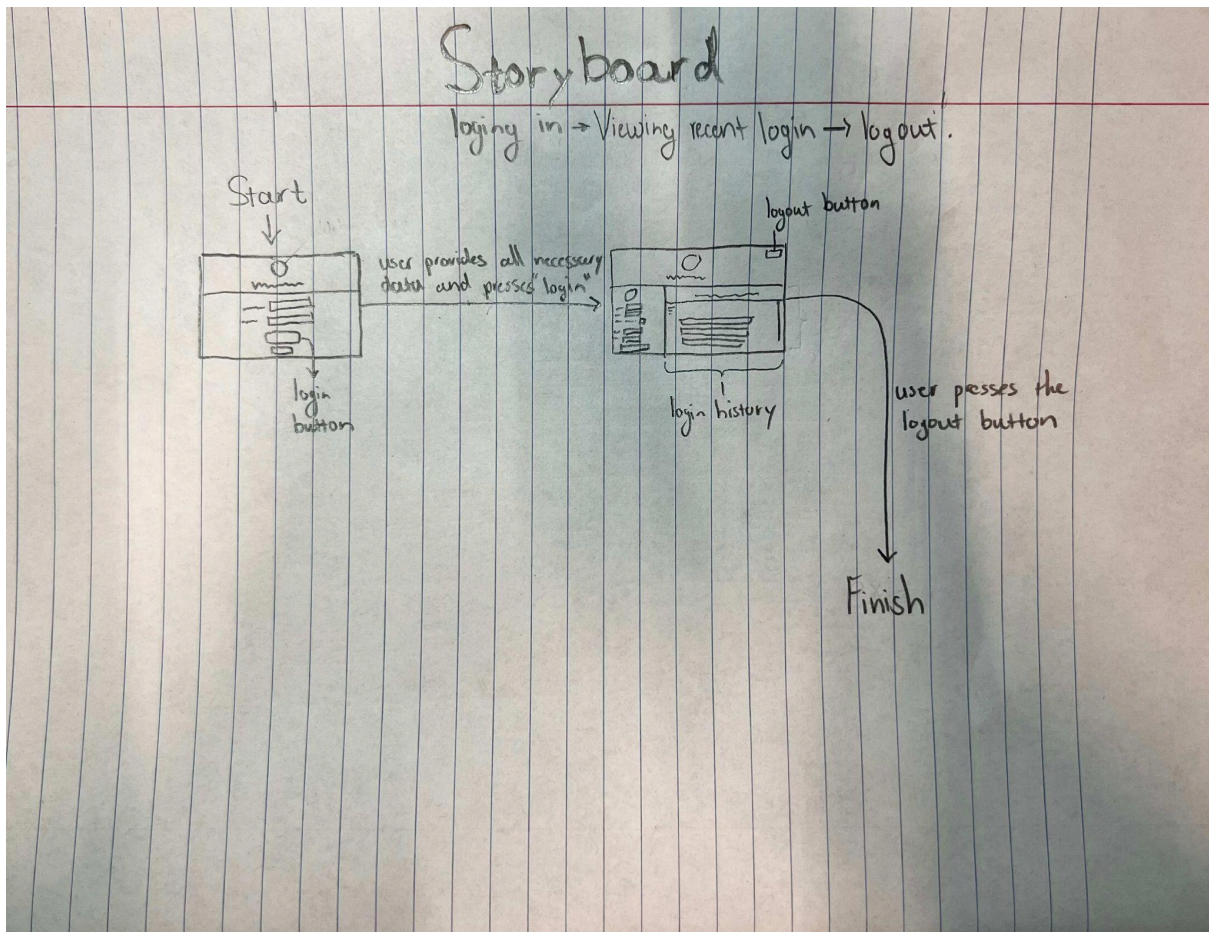 Storyboard
loging in → Viewing recent login → logout.
Start
logout button
user provides all necessary
data and presses "login"
login
button
login history
user presses the
logout button
Finish